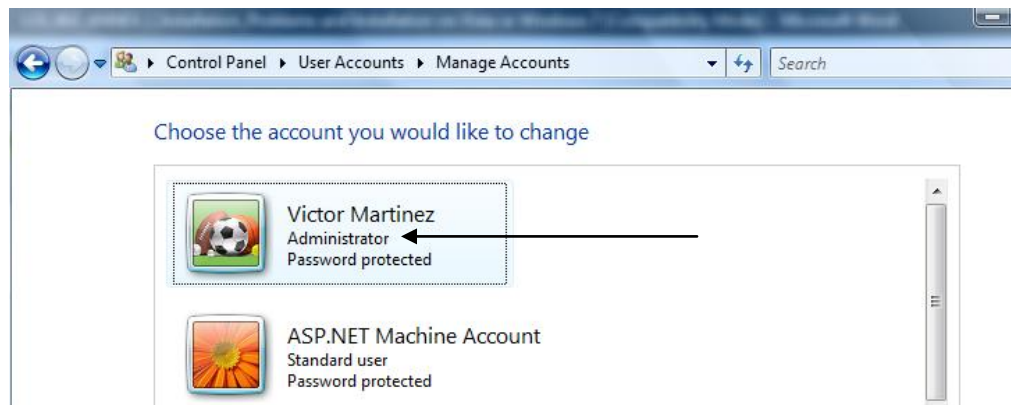 Control Panel ▸ User Accounts ▸ Manage Accounts
Search
Choose the account you would like to change
Victor Martinez
Administrator
Password protected
ASP.NET Machine Account
Standard user
Password protected